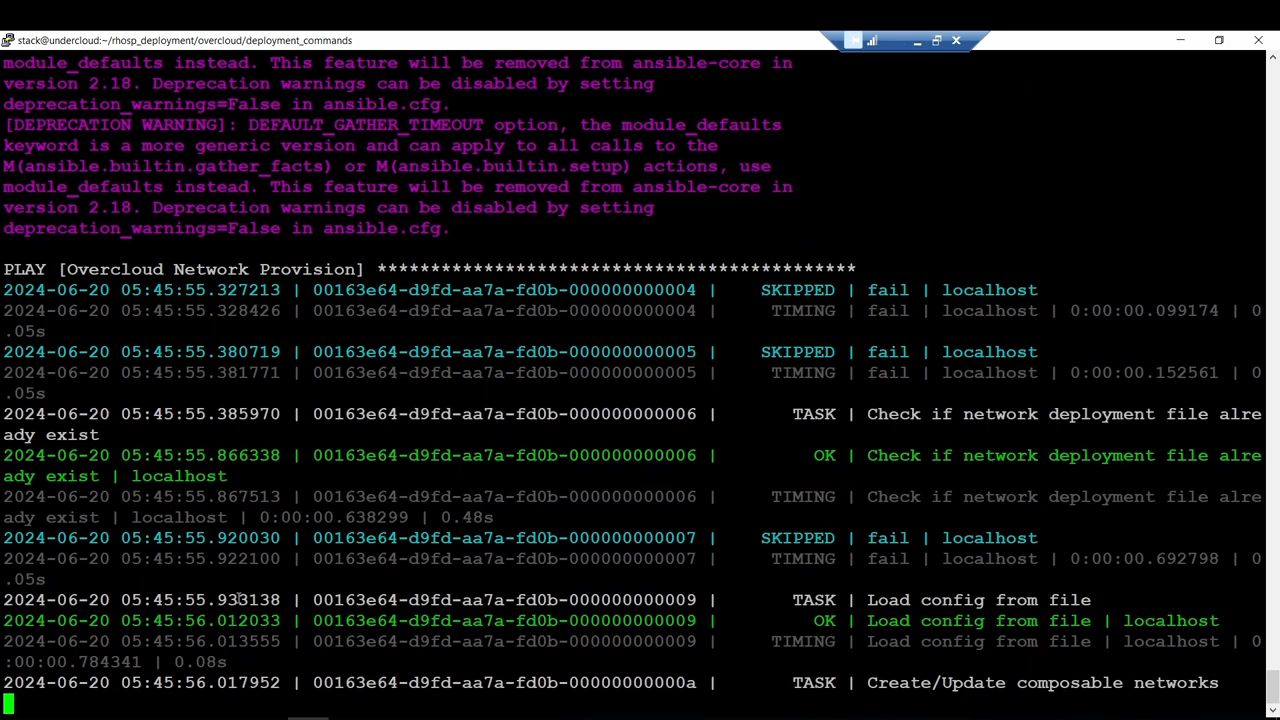 stack@undercloud:~/rhosp_deployment/overcloud/deployment_commands
module_defaults instead. This feature will be removed from ansible-core in
version 2.18. Deprecation warnings can be disabled by setting
deprecation_warnings=False in ansible.cfg.
[DEPRECATION WARNING]: DEFAULT_GATHER_TIMEOUT option, the module_defaults
keyword is a more generic version and can apply to all calls to the
M(ansible.builtin.gather_facts) or M(ansible.builtin.setup) actions, use
module_defaults instead. This feature will be removed from ansible-core in
version 2.18. Deprecation warnings can be disabled by setting
deprecation_warnings=False in ansible.cfg.
PLAY [Overcloud Network Provision] *********************************************
2024-06-20 05:45:55.327213 | 00163e64-d9fd-aa7a-fd0b-000000000004 |    SKIPPED | fail | localhost
2024-06-20 05:45:55.328426 | 00163e64-d9fd-aa7a-fd0b-000000000004 |     TIMING | fail | localhost | 0:00:00.099174 | 0
.05s
2024-06-20 05:45:55.380719 | 00163e64-d9fd-aa7a-fd0b-000000000005 |    SKIPPED | fail | localhost
2024-06-20 05:45:55.381771 | 00163e64-d9fd-aa7a-fd0b-000000000005 |     TIMING | fail | localhost | 0:00:00.152561 | 0
.05s
2024-06-20 05:45:55.385970 | 00163e64-d9fd-aa7a-fd0b-000000000006 |       TASK | Check if network deployment file alre
ady exist
2024-06-20 05:45:55.866338 | 00163e64-d9fd-aa7a-fd0b-000000000006 |         OK | Check if network deployment file alre
ady exist | localhost
2024-06-20 05:45:55.867513 | 00163e64-d9fd-aa7a-fd0b-000000000006 |     TIMING | Check if network deployment file alre
ady exist | localhost | 0:00:00.638299 | 0.48s
2024-06-20 05:45:55.920030 | 00163e64-d9fd-aa7a-fd0b-000000000007 |    SKIPPED | fail | localhost
2024-06-20 05:45:55.922100 | 00163e64-d9fd-aa7a-fd0b-000000000007 |     TIMING | fail | localhost | 0:00:00.692798 | 0
.05s
2024-06-20 05:45:55.933138 | 00163e64-d9fd-aa7a-fd0b-000000000009 |       TASK | Load config from file
2024-06-20 05:45:56.012033 | 00163e64-d9fd-aa7a-fd0b-000000000009 |         OK | Load config from file | localhost
2024-06-20 05:45:56.013555 | 00163e64-d9fd-aa7a-fd0b-000000000009 |     TIMING | Load config from file | localhost | 0
:00:00.784341 | 0.08s
2024-06-20 05:45:56.017952 | 00163e64-d9fd-aa7a-fd0b-00000000000a |       TASK | Create/Update composable networks